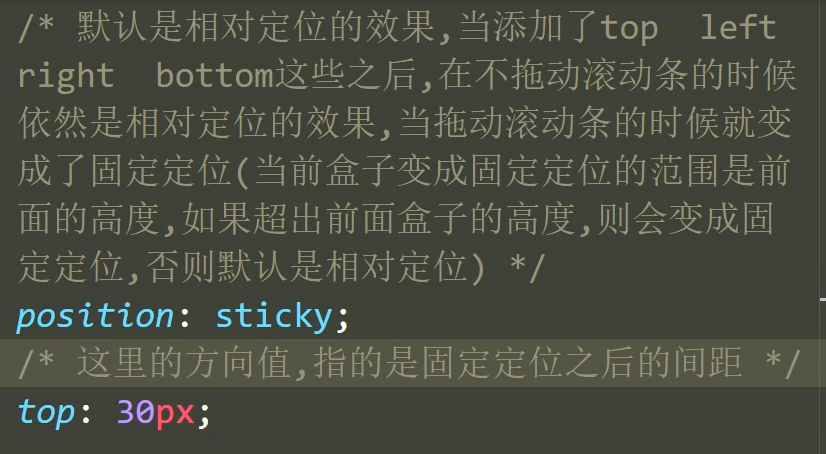 /* 默认是相对定位的效果,当添加了top  left
right  bottom这些之后,在不拖动滚动条的时候
依然是相对定位的效果,当拖动滚动条的时候就变
成了固定定位(当前盒子变成固定定位的范围是前
面的高度,如果超出前面盒子的高度,则会变成固
定定位,否则默认是相对定位) */
position: sticky;
/* 这里的方向值,指的是固定定位之后的间距 */
top: 30px;